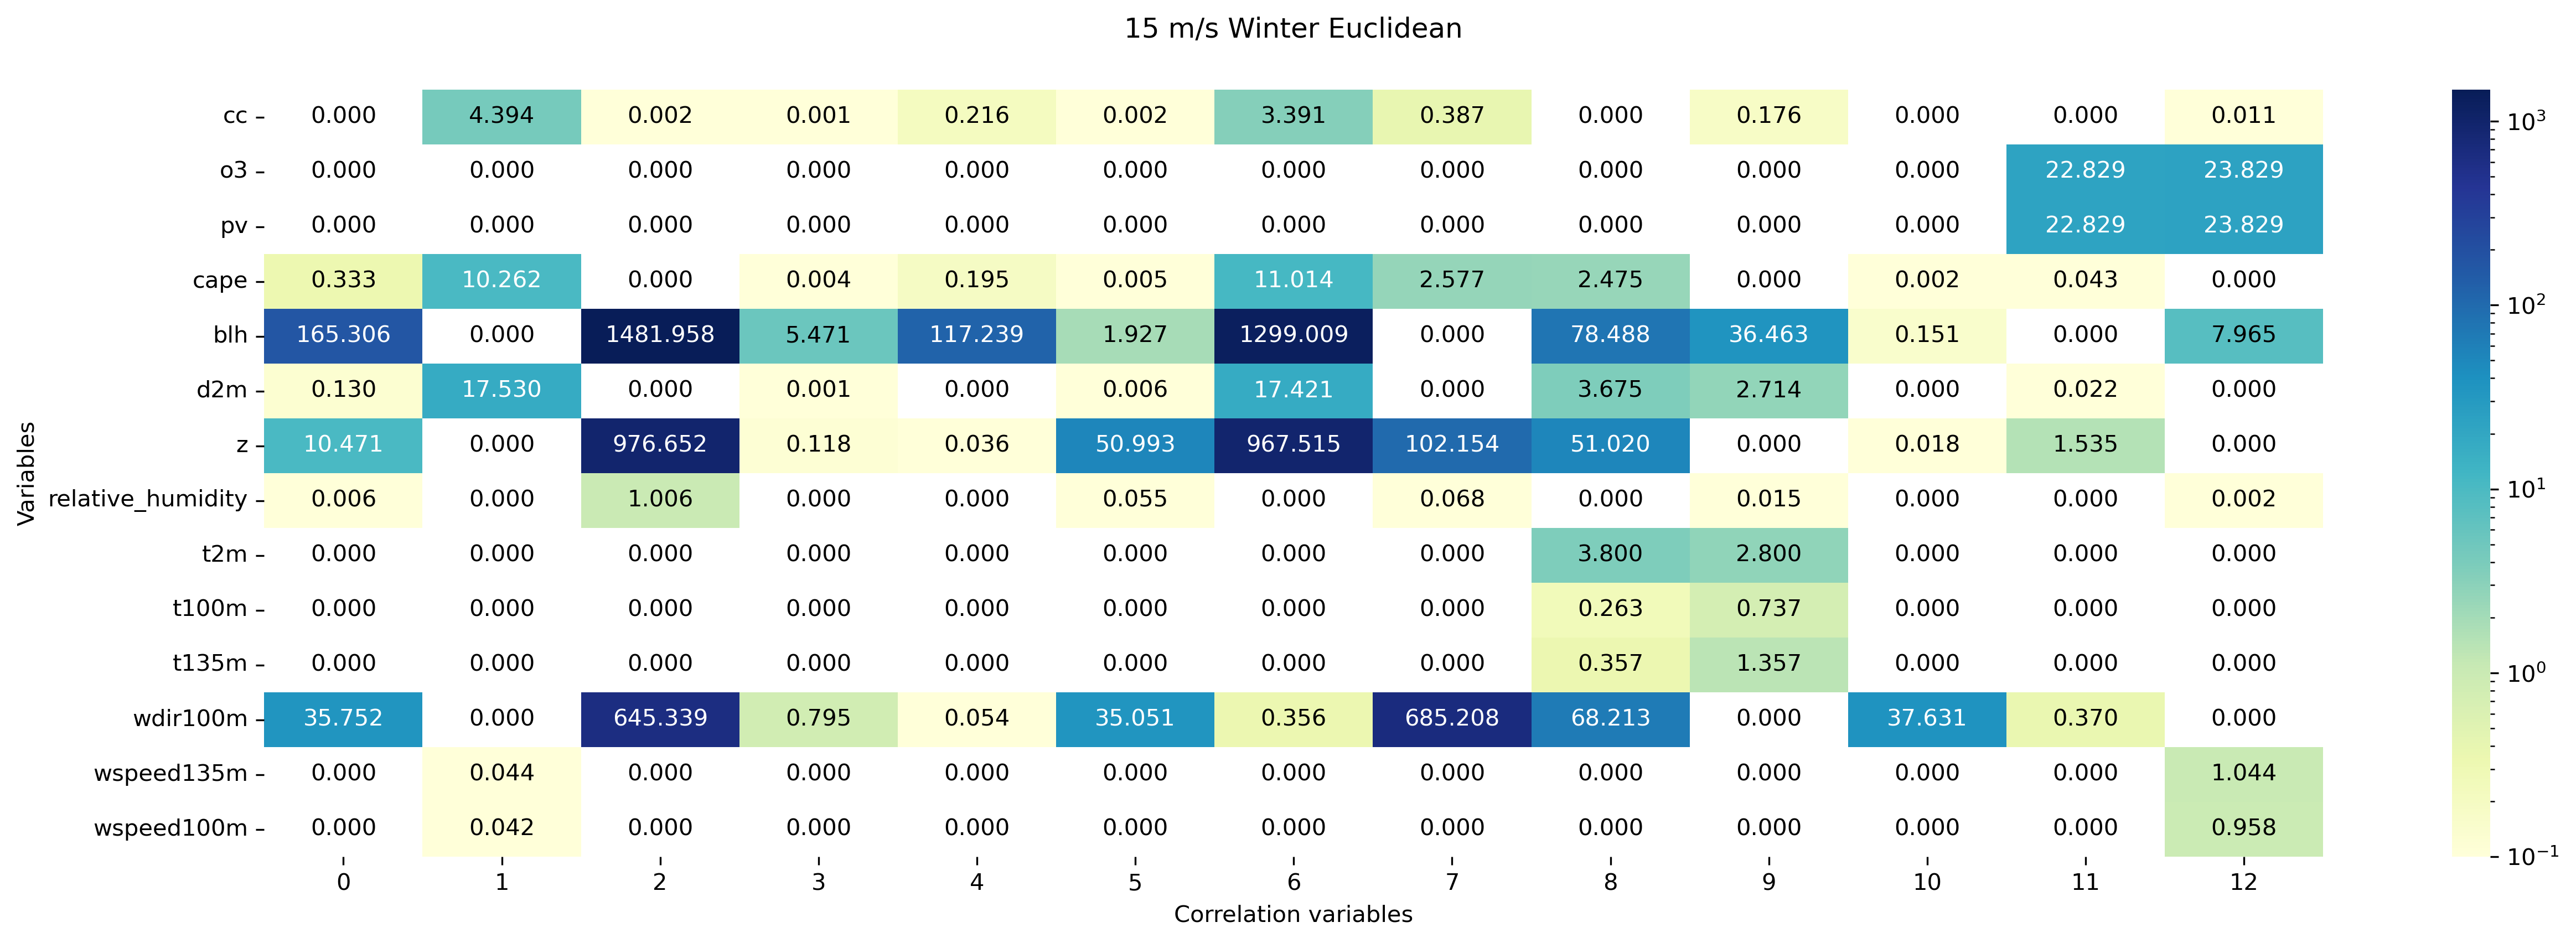 15 m/s Winter Euclidean
cc 0.000 4.394 0.002 0.001 0.216 0.002 3.391 0.387 0.000 0.176 0.000 0.000 0.011
o3 0.000 0.000 0.000 0.000 0.000 0.000 0.000 0.000 0.000 0.000 0.000 22.829 23.829
pv 0.000 0.000 0.000 0.000 0.000 0.000 0.000 0.000 0.000 0.000 0.000 22.829 23.829
cape 0.333 10.262 0.000 0.004 0.195 0.005 11.014 2.577 2.475 0.000 0.002 0.043 0.000
blh 165.306 0.000 1481.958 5.471 117.239 1.927 1299.009 0.000 78.488 36.463 0.151 0.000 7.965
d2m 0.130 17.530 0.000 0.001 0.000 0.006 17.421 0.000 3.675 2.714 0.000 0.022 0.000
z 10.471 0.000 976.652 0.118 0.036 50.993 967.515 102.154 51.020 0.000 0.018 1.535 0.000
relative_humidity 0.006 0.000 1.006 0.000 0.000 0.055 0.000 0.068 0.000 0.015 0.000 0.000 0.002
t2m 0.000 0.000 0.000 0.000 0.000 0.000 0.000 0.000 3.800 2.800 0.000 0.000 0.000
t100m 0.000 0.000 0.000 0.000 0.000 0.000 0.000 0.000 0.263 0.737 0.000 0.000 0.000
t135m 0.000 0.000 0.000 0.000 0.000 0.000 0.000 0.000 0.357 1.357 0.000 0.000 0.000
wdir100m 35.752 0.000 645.339 0.795 0.054 35.051 0.356 685.208 68.213 0.000 37.631 0.370 0.000
wspeed135m 0.000 0.044 0.000 0.000 0.000 0.000 0.000 0.000 0.000 0.000 0.000 0.000 1.044
wspeed100m 0.000 0.042 0.000 0.000 0.000 0.000 0.000 0.000 0.000 0.000 0.000 0.000 0.958
0 1 2 3 4 5 6 7 8 9 10 11 12
Correlation variables
Variables
10³
10²
10¹
10⁰
10⁻¹